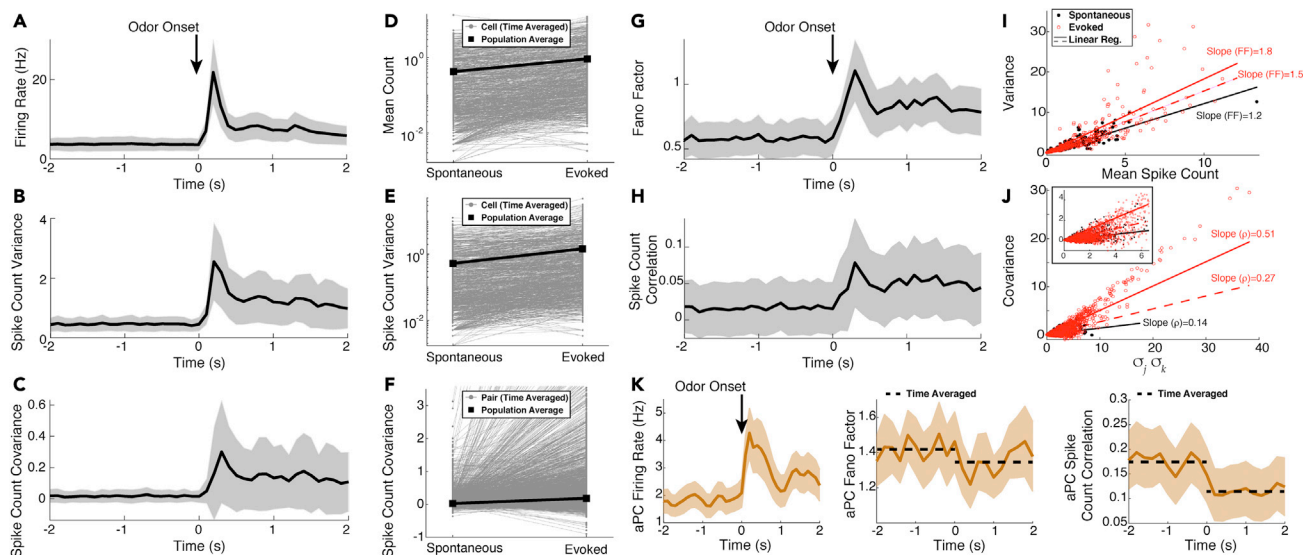 A
Odor Onset
Firing Rate (Hz)
20
0
-2 -1 0 1 2
Time (s)
B
Spike Count Variance
4
2
0
-2 -1 0 1 2
Time (s)
C
Spike Count Covariance
0.6
0.4
0.2
0
-2 -1 0 1 2
Time (s)
D
Cell (Time Averaged)
Population Average
Mean Count
10⁰
10⁻²
Spontaneous Evoked
E
Cell (Time Averaged)
Population Average
Spike Count Variance
10⁰
10⁻²
Spontaneous Evoked
F
Pair (Time Averaged)
Population Average
Spike Count Covariance
3
2
1
0
-1
Spontaneous Evoked
G
Odor Onset
Fano Factor
1
0.5
-2 -1 0 1 2
Time (s)
H
Spike Count
Correlation
0.1
0.05
0
-2 -1 0 1 2
Time (s)
I
Spontaneous
Evoked
Linear Reg.
Slope (FF)=1.8
Slope (FF)=1.5
Slope (FF)=1.2
Variance
30
20
10
0
0 5 10
Mean Spike Count
J
4
2
0
0 2 4 6
Slope (ρ)=0.51
Slope (ρ)=0.27
Slope (ρ)=0.14
Covariance
30
20
10
0
0 10 20 30 40
σj σk
K
Odor Onset
aPC Firing Rate (Hz)
5
4
3
2
1
-2 -1 0 1 2
Time (s)
Time Averaged
aPC Fano Factor
1.6
1.4
1.2
-2 -1 0 1 2
Time (s)
Time Averaged
aPC Spike
Count Correlation
0.3
0.25
0.2
0.15
0.1
0.05
-2 -1 0 1 2
Time (s)